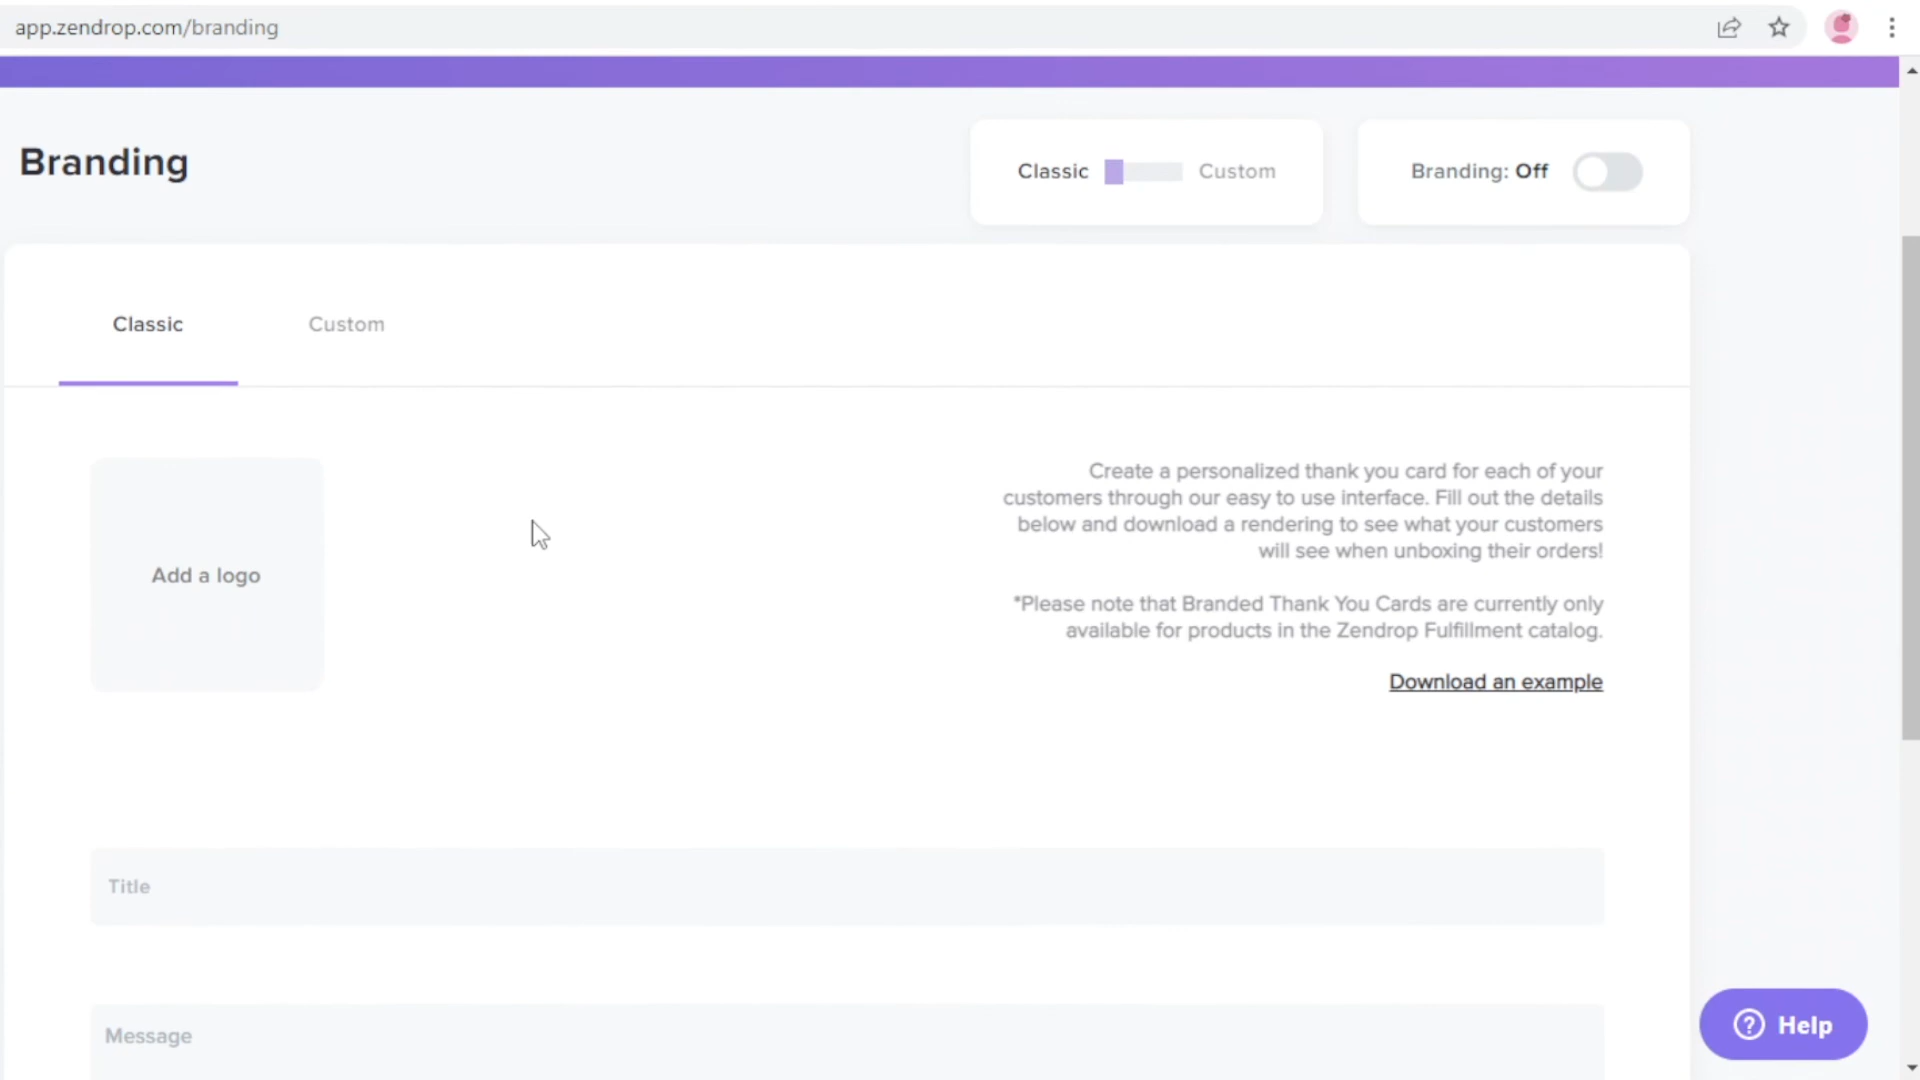 app.zendrop.com/branding
Branding
Classic
Custom
Branding: Off
Classic
Custom
Add a logo
Create a personalized thank you card for each of your
customers through our easy to use interface. Fill out the details
below and download a rendering to see what your customers
will see when unboxing their orders!
*Please note that Branded Thank You Cards are currently only
available for products in the Zendrop Fulfillment catalog.
Download an example
Title
Message
? Help